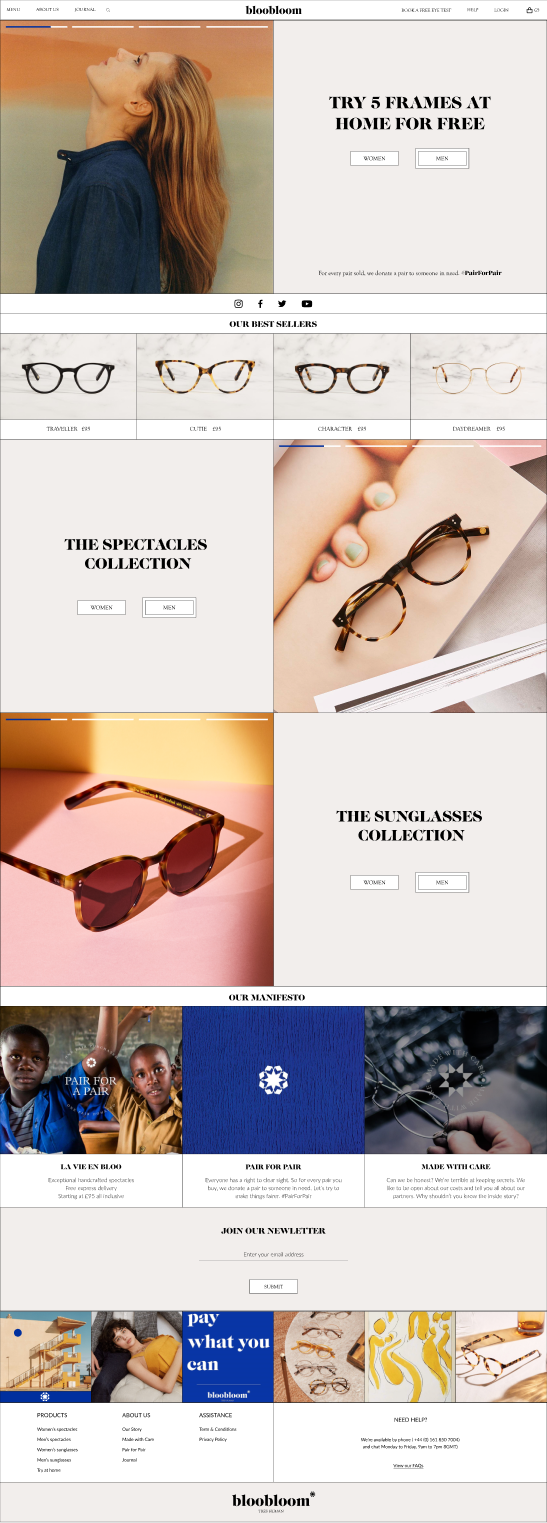 MENU ABOUT US JOURNAL bloobloom BOOK A FREE EYE TEST HELP LOGIN
TRY 5 FRAMES AT
HOME FOR FREE
WOMEN MEN
For every pair sold, we donate a pair to someone in need. #PairForPair
OUR BEST SELLERS
TRAVELLER £95 CUTIE £95 CHARACTER £95 DAYDREAMER £95
THE SPECTACLES
COLLECTION
WOMEN MEN
THE SUNGLASSES
COLLECTION
WOMEN MEN
OUR MANIFESTO
PAIR FOR
A PAIR
MADE WITH CARE
LA VIE EN BLOO
Exceptional handcrafted spectacles
Free express delivery
Starting at £95 all inclusive
PAIR FOR PAIR
Everyone has a right to clear sight. So for every pair you
buy, we donate a pair to someone in need. Let's try to
make things fairer. #PairForPair
MADE WITH CARE
Can we be honest? We're terrible at keeping secrets. We
like to be open about our costs and tell you all about our
partners. Why shouldn't you know the inside story?
JOIN OUR NEWLETTER
Enter your email address
SUBMIT
pay
what you
can
bloobloom
PRODUCTS
Women's spectacles
Men's spectacles
Women's sunglasses
Men's sunglasses
Try at home
ABOUT US
Our Story
Made with Care
Pair for Pair
Journal
ASSISTANCE
Terms & Conditions
Privacy Policy
NEED HELP?
We're available by phone (+44 (0) 161 850 7004)
and chat Monday to Friday, 9am to 7pm (GMT).
View our FAQs
bloobloom